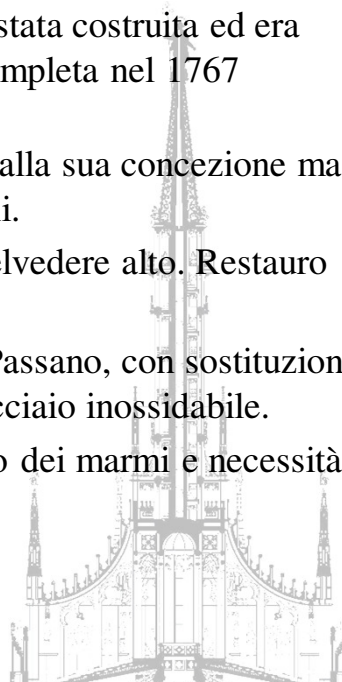 stata costruita ed era
mpleta nel 1767
alla sua concezione ma
i.
elvedere alto. Restauro
Passano, con sostituzion
cciaio inossidabile.
o dei marmi e necessità